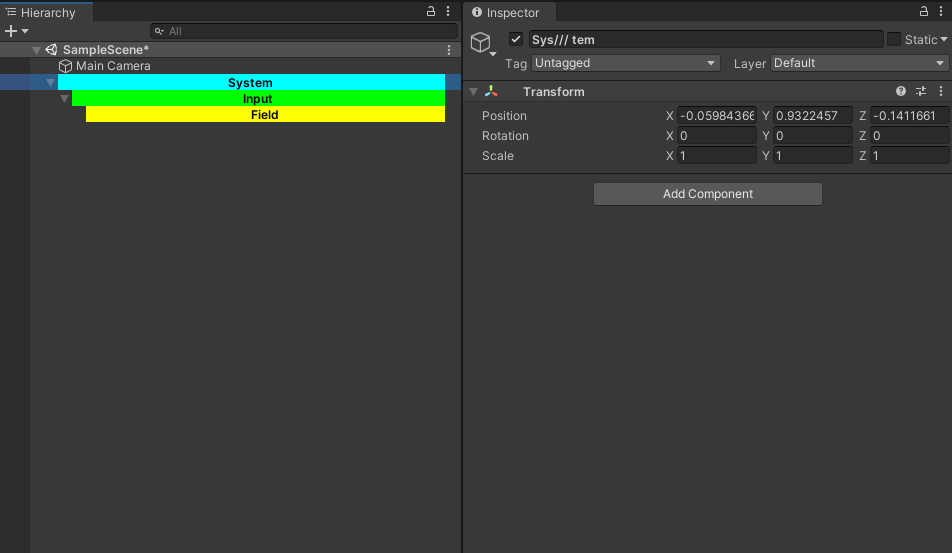 Hierarchy
All
SampleScene*
Main Camera
System
Input
Field
Inspector
Sys/// tem
Static
Tag Untagged Layer Default
Transform
Position X -0.05984366 Y 0.9322457 Z -0.1411661
Rotation X 0 Y 0 Z 0
Scale X 1 Y 1 Z 1
Add Component